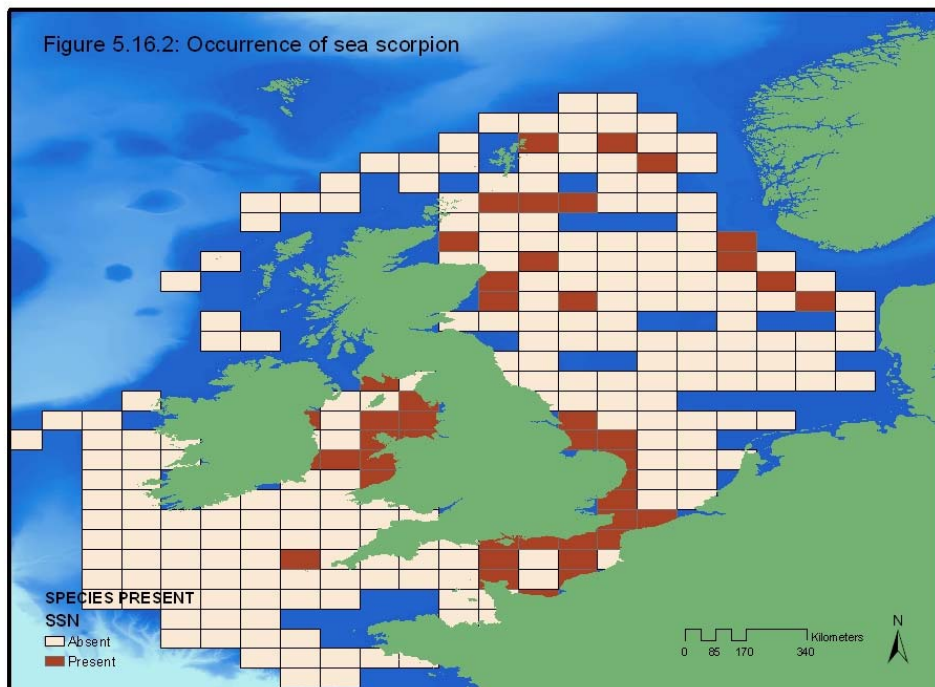 Figure 5.16.2: Occurrence of sea scorpion
SPECIES PRESENT
SSN
Absent
Present
N
Kilometers
0 85 170 340